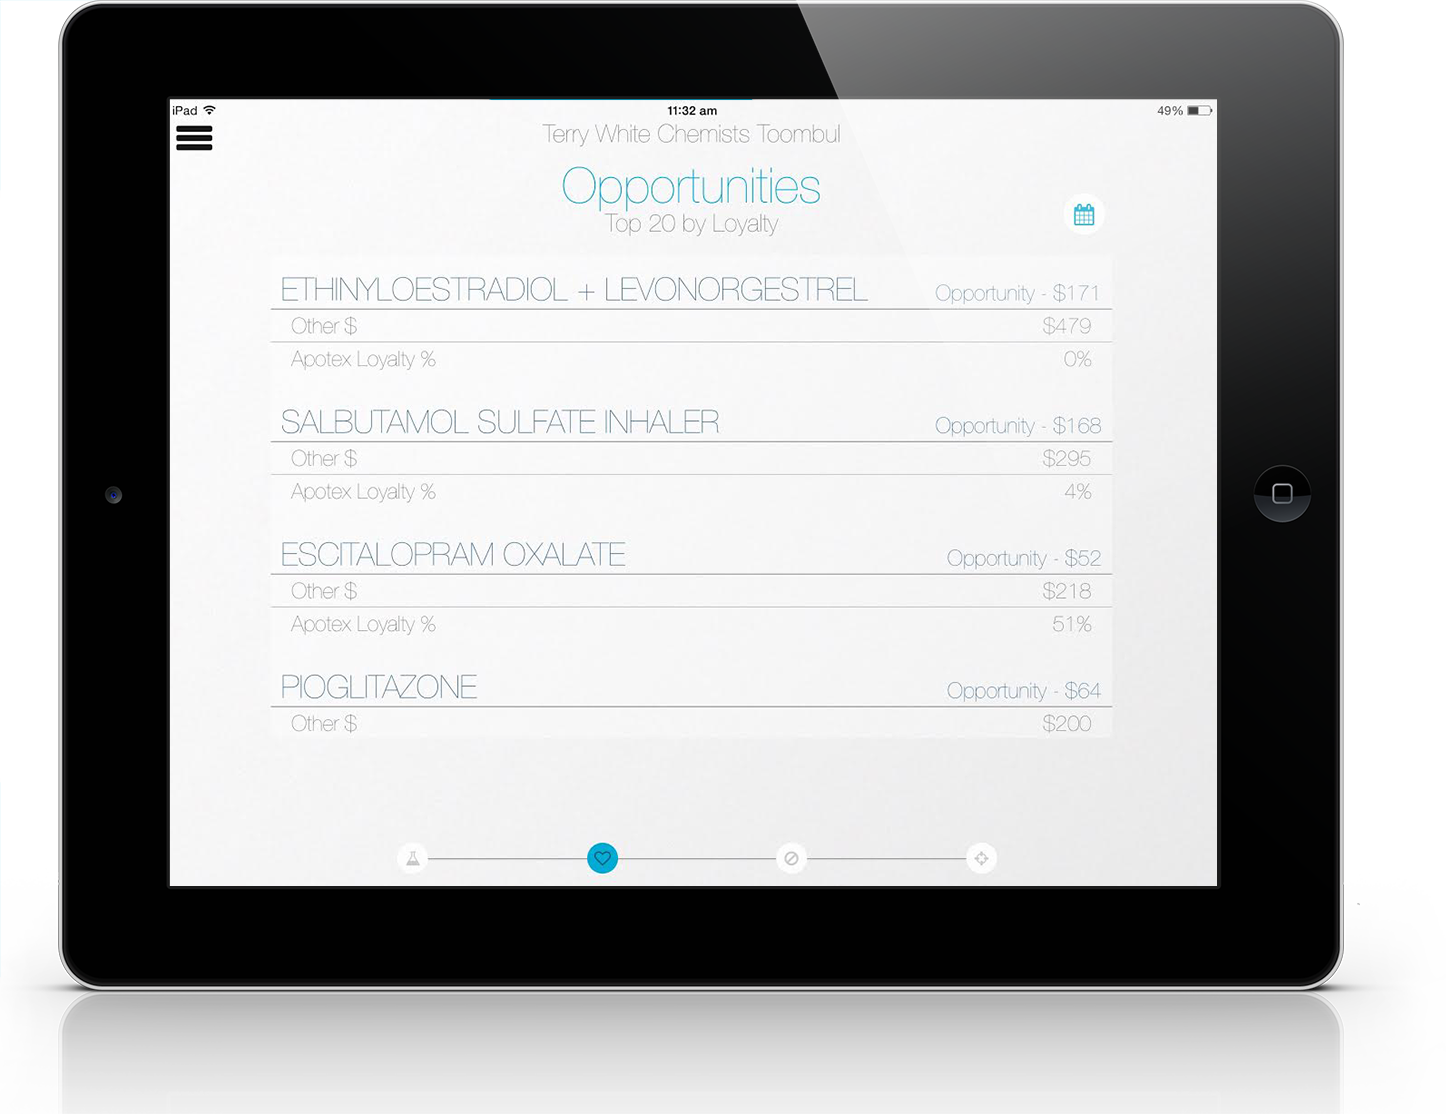 iPad 11:32 am 49%
Terry White Chemists Toombul
Opportunities
Top 20 by Loyalty
ETHINYLOESTRADIOL + LEVONORGESTREL Opportunity - $171
Other $ $479
Apotex Loyalty % 0%
SALBUTAMOL SULFATE INHALER Opportunity - $168
Other $ $295
Apotex Loyalty % 4%
ESCITALOPRAM OXALATE Opportunity - $52
Other $ $218
Apotex Loyalty % 51%
PIOGLITAZONE Opportunity - $64
Other $ $200